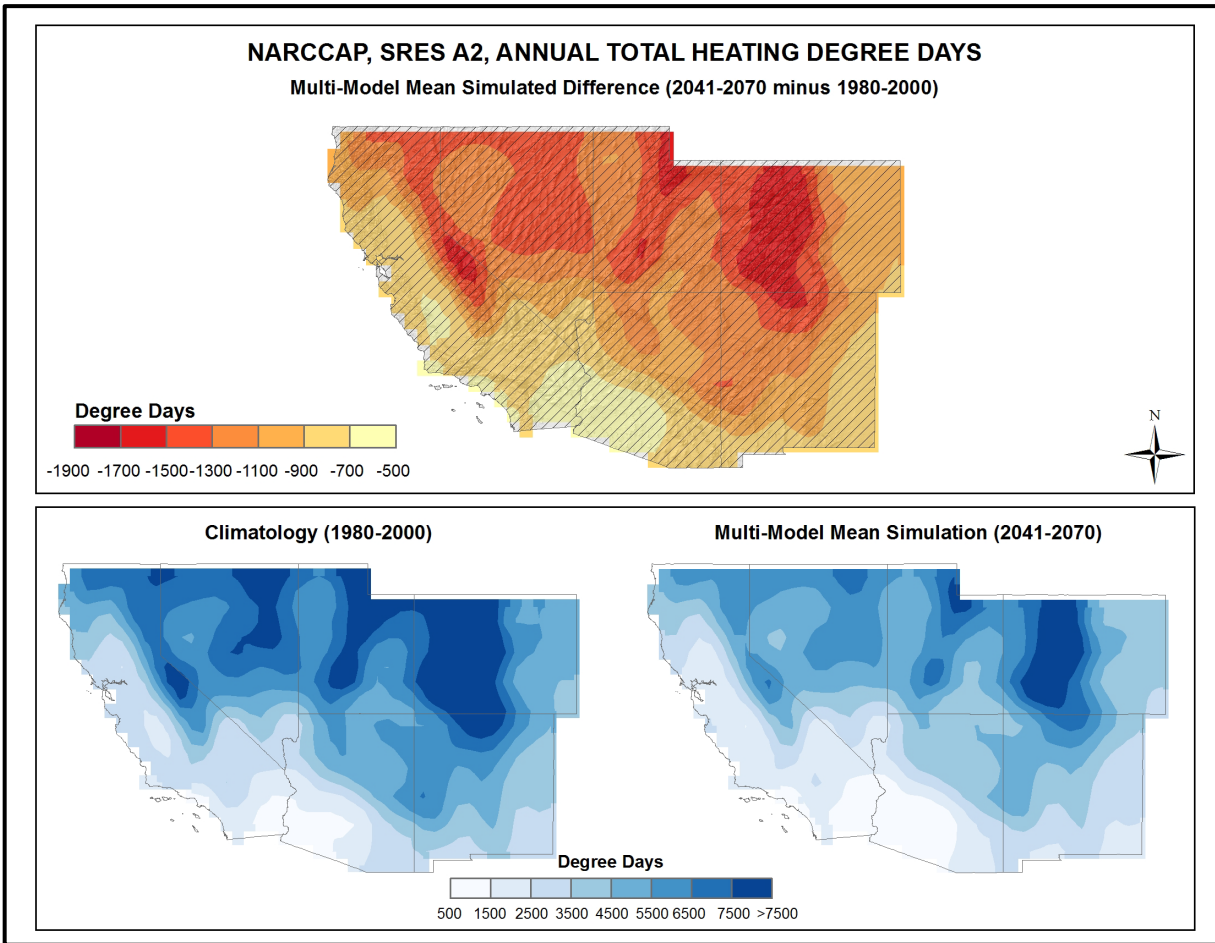 NARCCAP, SRES A2, ANNUAL TOTAL HEATING DEGREE DAYS
Multi-Model Mean Simulated Difference (2041-2070 minus 1980-2000)
Degree Days
-1900 -1700 -1500 -1300 -1100 -900 -700 -500
N
Climatology (1980-2000)
Multi-Model Mean Simulation (2041-2070)
Degree Days
500 1500 2500 3500 4500 5500 6500 7500 >7500